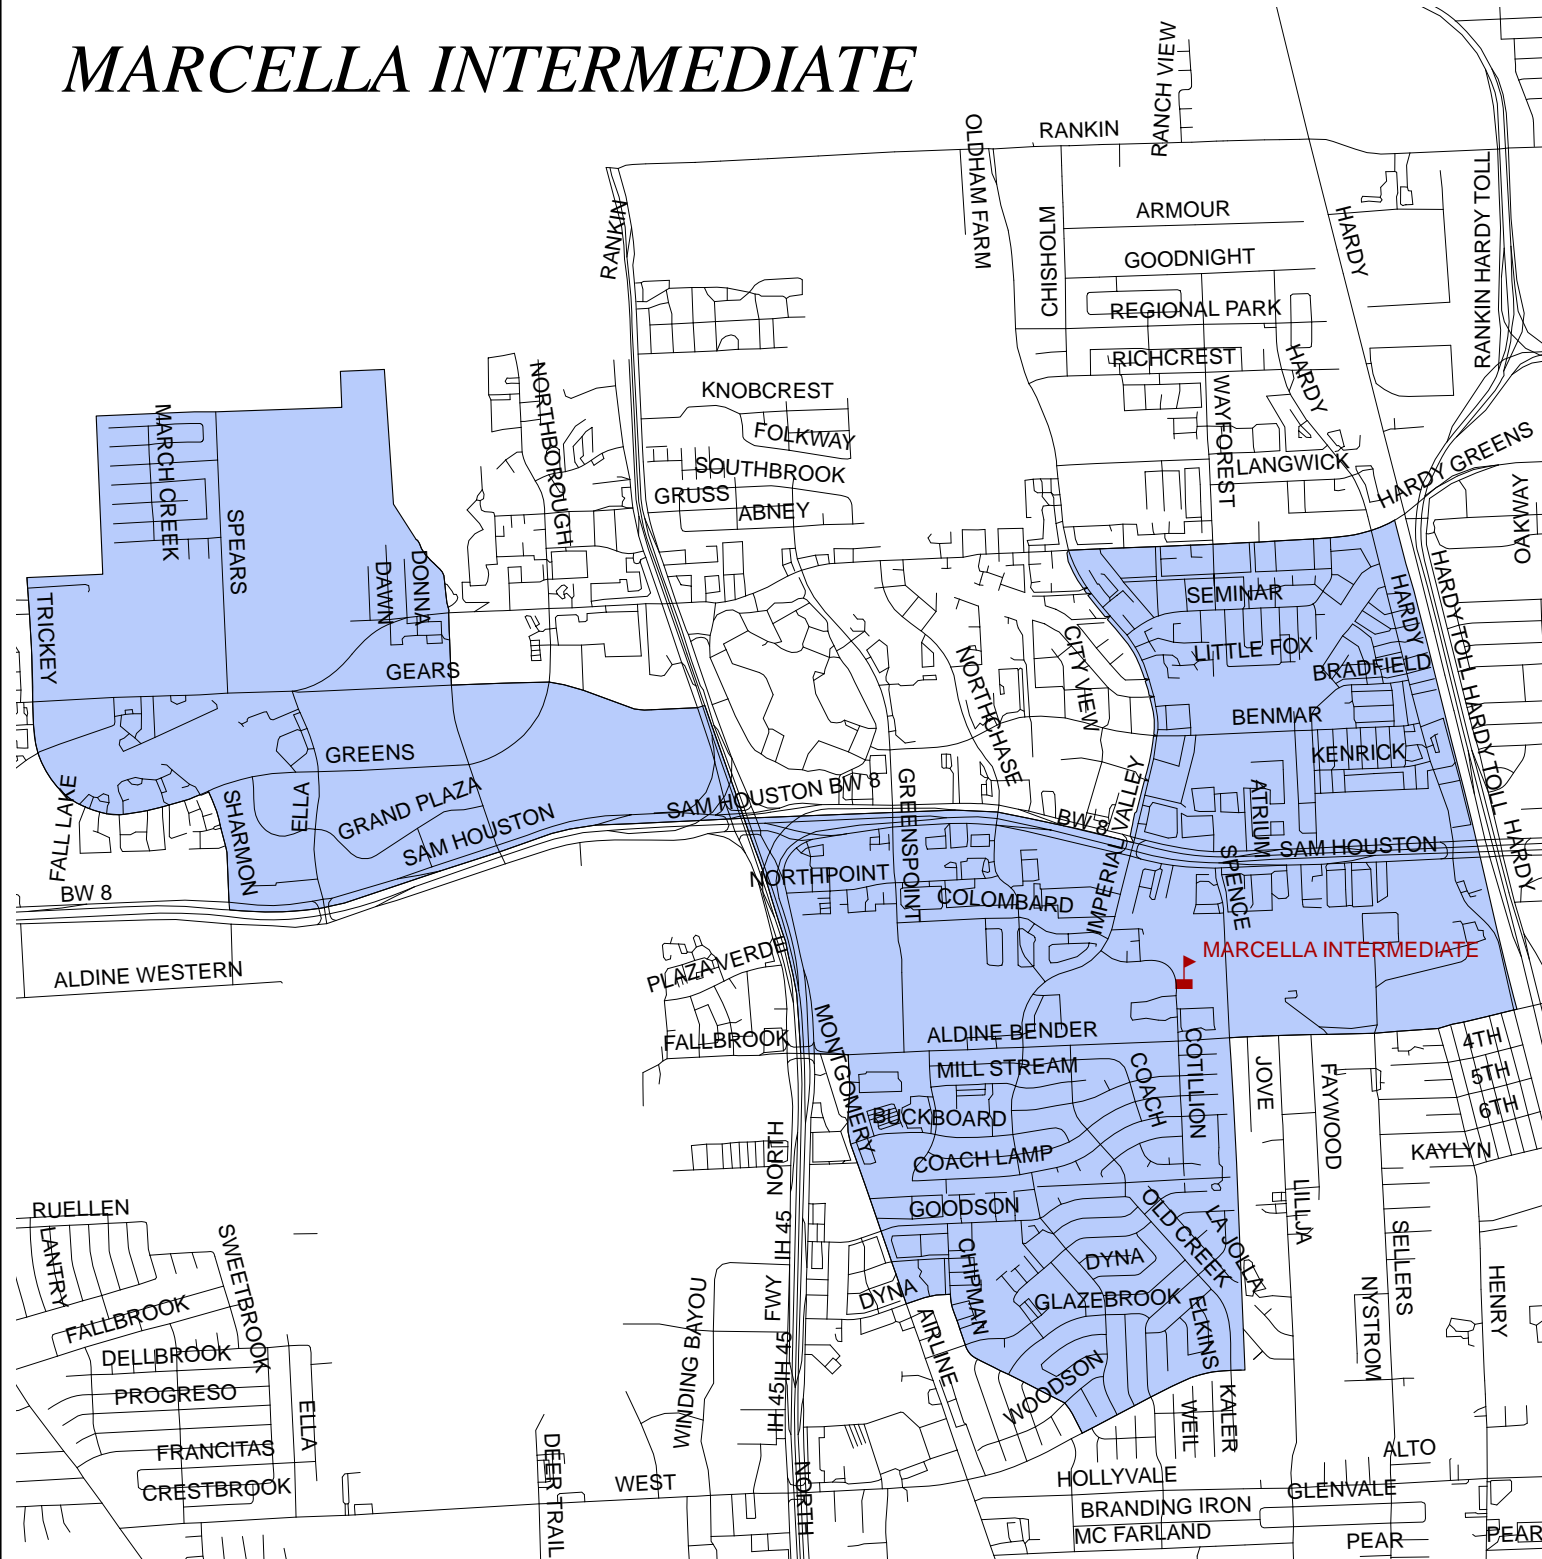 MARCELLA INTERMEDIATE
RANCH VIEW
RANKIN
OLDHAM FARM
RANKIN HARDY TOLL
RANKIN
ARMOUR
CHISHOLM
HARDY
GOODNIGHT
REGIONAL PARK
RICHCREST
HARDY
NORTHBOROUGH
KNOBCREST
WAYFOREST
MARCH CREEK
FOLKWAY
HARDY GREENS
SOUTHBROOK
LANGWICK
GRUSS
ABNEY
OAKWAY
SPEARS
DONNA
DAWN
TRICKEY
SEMINAR
HARDY
HARDY TOLL
CITY VIEW
LITTLE FOX
BRADFIELD
GEARS
NORTHCHASE
HARDY TOLL
BENMAR
GREENS
KENRICK
HARDY TOLL
FALL LAKE
SHARMON
ELLA
GRAND PLAZA
SAM HOUSTON
SAM HOUSTON BW 8
GREENSPOINT
BW 8
IMPERIAL VALLEY
ATRIUM
SAM HOUSTON
HARDY
BW 8
NORTHPOINT
COLOMBARD
SPENCE
MARCELLA INTERMEDIATE
PLAZA VERDE
ALDINE WESTERN
MONTGOMERY
FALLBROOK
ALDINE BENDER
COTILLION
4TH
MILL STREAM
COACH
JOVE
FAYWOOD
5TH
6TH
BUCKBOARD
NORTH
COACH LAMP
KAYLYN
RUELLEN
LANTRY
SWEETBROOK
GOODSON
OLD CREEK
LA JOLLA
LILLJA
SELLERS
IH 45
CHIPMAN
DYNA
DYNA
FWY
WINDING BAYOU
GLAZEBROOK
ELKINS
NYSTROM
HENRY
FALLBROOK
AIRLINE
IH 45
DELLBROOK
PROGRESO
WOODSON
IH 45
ELLA
WEIL
KALER
FRANCITAS
DEER TRAIL
ALTO
CRESTBROOK
WEST
NORTH
HOLLYVALE
GLENVALE
BRANDING IRON
MC FARLAND
PEAR
PEAR